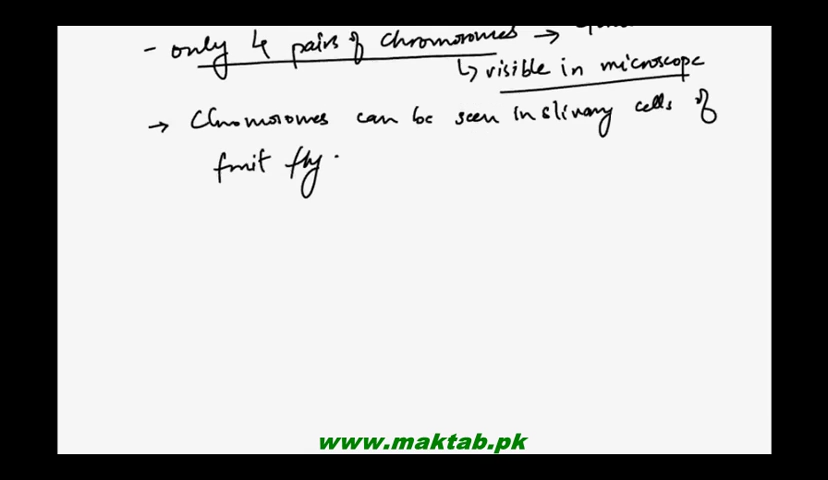 - only 4 pairs of chromosomes →
↳ visible in microscope
→ Chromosomes can be seen in slivary cells of
fruit fly.
www.maktab.pk